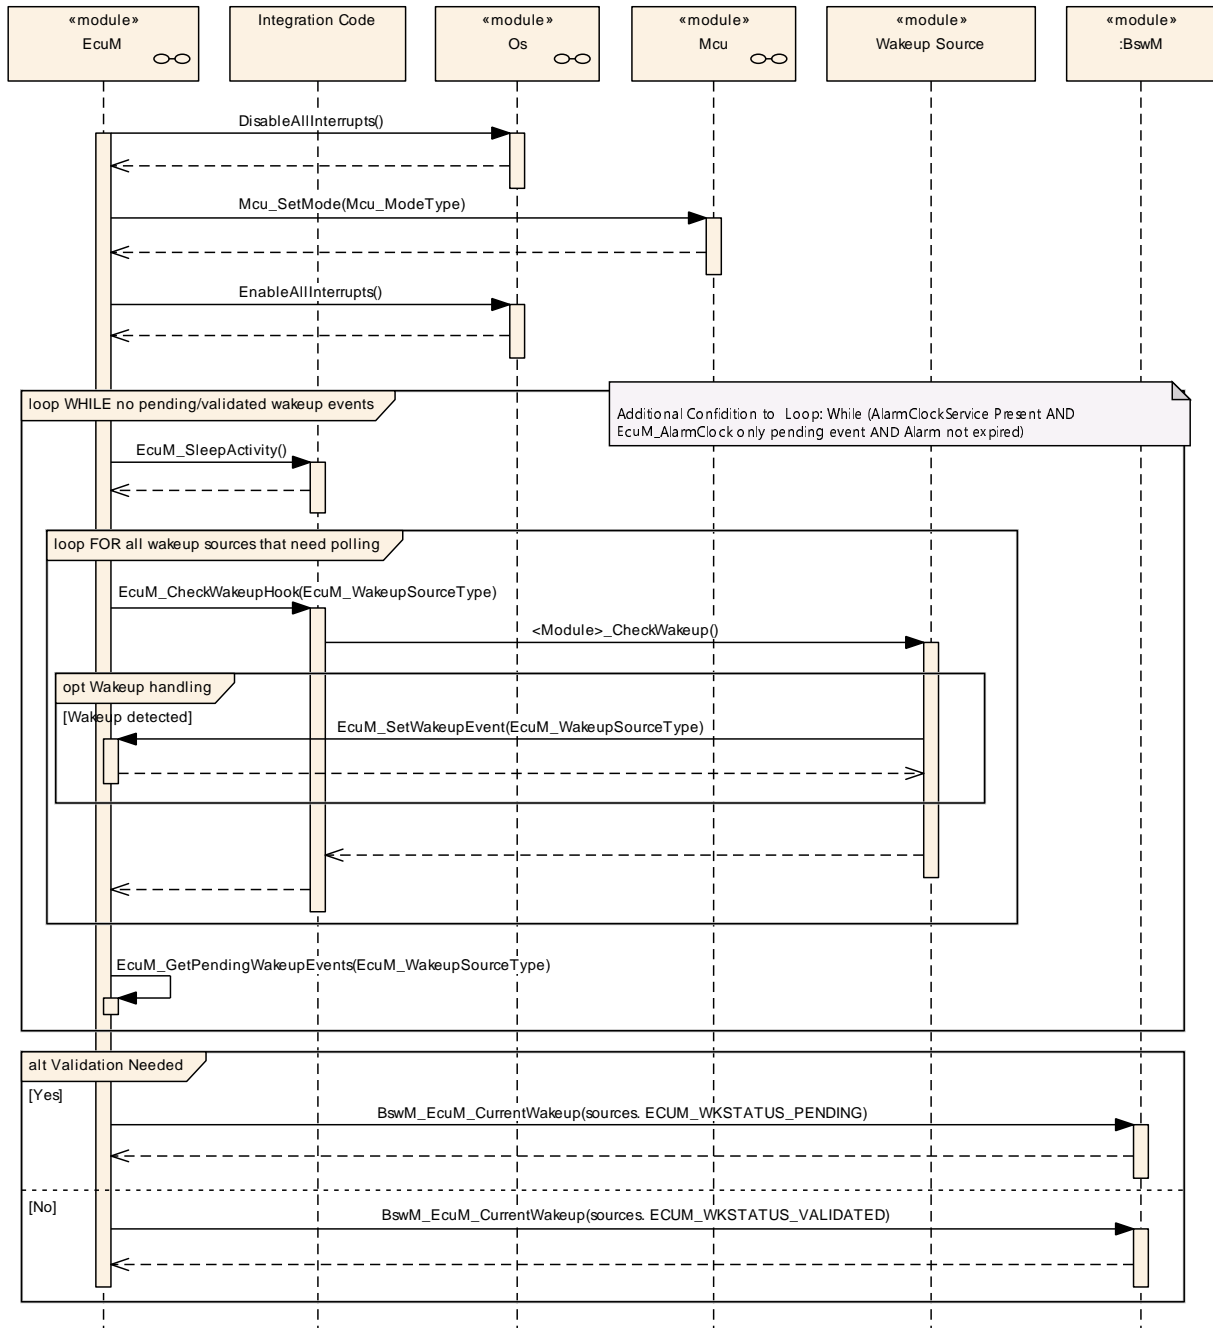 «module»
EcuM
Integration Code
«module»
Os
«module»
Mcu
«module»
Wakeup Source
«module»
:BswM
DisableAllInterrupts()
Mcu_SetMode(Mcu_ModeType)
EnableAllInterrupts()
loop WHILE no pending/validated wakeup events
Additional Confidition to Loop: While (AlarmClockService Present AND
EcuM_AlarmClock only pending event AND Alarm not expired)
EcuM_SleepActivity()
loop FOR all wakeup sources that need polling
EcuM_CheckWakeupHook(EcuM_WakeupSourceType)
<Module>_CheckWakeup()
opt Wakeup handling
[Wakeup detected]
EcuM_SetWakeupEvent(EcuM_WakeupSourceType)
EcuM_GetPendingWakeupEvents(EcuM_WakeupSourceType)
alt Validation Needed
[Yes]
BswM_EcuM_CurrentWakeup(sources. ECUM_WKSTATUS_PENDING)
[No]
BswM_EcuM_CurrentWakeup(sources. ECUM_WKSTATUS_VALIDATED)